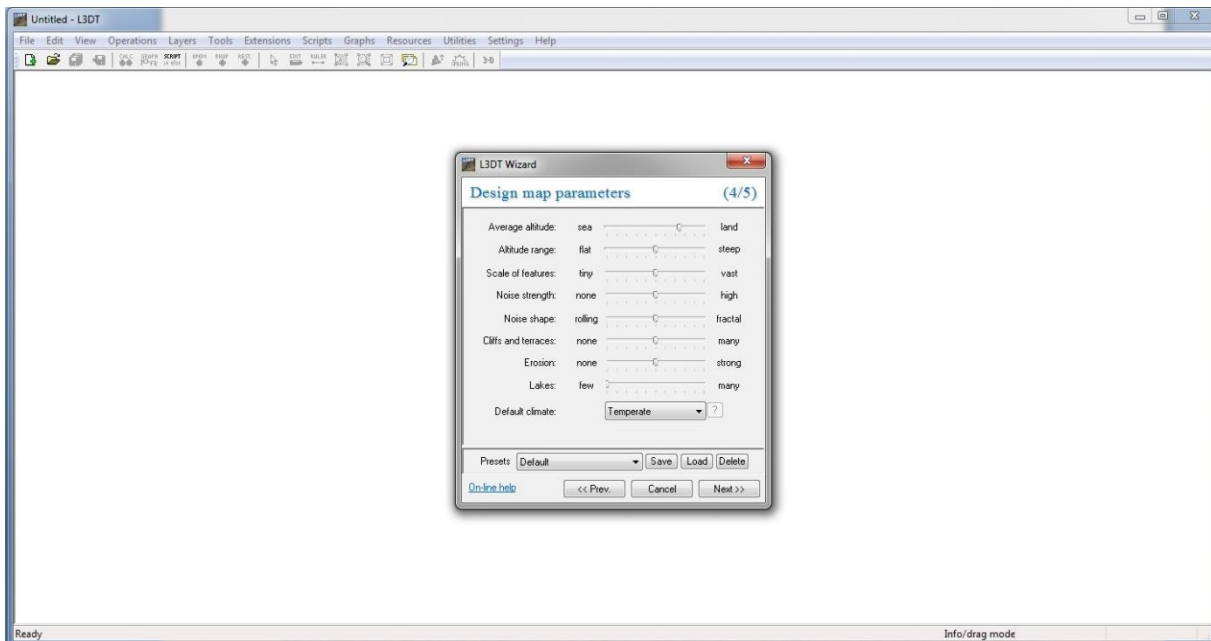 Untitled - L3DT
File Edit View Operations Layers Tools Extensions Scripts Graphs Resources Utilities Settings Help
SCRIPT
L3DT Wizard
Design map parameters (4/5)
Average altitude: sea land
Altitude range: flat steep
Scale of features: tiny vast
Noise strength: none high
Noise shape: rolling fractal
Cliffs and terraces: none many
Erosion: none strong
Lakes: few many
Default climate: Temperate ?
Presets Default Save Load Delete
On-line help << Prev. Cancel Next >>
Ready Info/drag mode